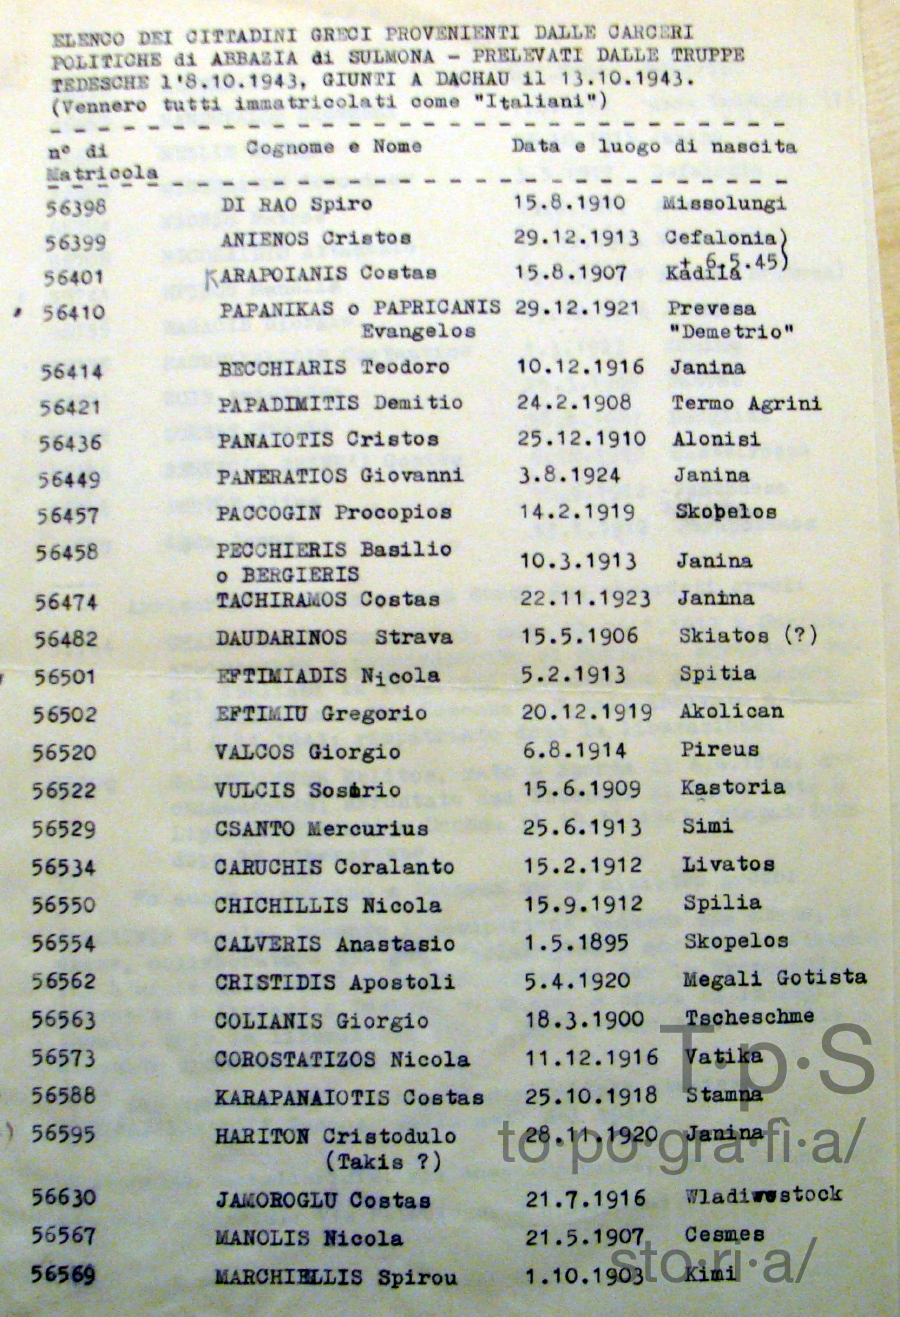 ELENCO DEI CITTADINI GRECI PROVENIENTI DALLE CARCERI
POLITICHE di ABBAZIA di SULMONA - PRELEVATI DALLE TRUPPE
TEDESCHE l'8.10.1943, GIUNTI A DACHAU il 13.10.1943.
(Vennero tutti immatricolati come "Italiani")
n° di Cognome e Nome Data e luogo di nascita
Matricola
56398 DI RAO Spiro 15.8.1910 Missolungi
56399 ANIENOS Cristos 29.12.1913 Cefalonia)
+ 6.5.45)
56401 KARAPOIANIS Costas 15.8.1907 Kadila
56410 PAPANIKAS o PAPRICANIS 29.12.1921 Prevesa
Evangelos "Demetrio"
56414 BECCHIARIS Teodoro 10.12.1916 Janina
56421 PAPADIMITIS Demitio 24.2.1908 Termo Agrini
56436 PANAIOTIS Cristos 25.12.1910 Alonisi
56449 PANERATIOS Giovanni 3.8.1924 Janina
56457 PACCOGIN Procopios 14.2.1919 Skopelos
56458 PECCHIERIS Basilio 10.3.1913 Janina
o BERGIERIS
56474 TACHIRAMOS Costas 22.11.1923 Janina
56482 DAUDARINOS Strava 15.5.1906 Skiatos (?)
56501 EFTIMIADIS Nicola 5.2.1913 Spitia
56502 EFTIMIU Gregorio 20.12.1919 Akolican
56520 VALCOS Giorgio 6.8.1914 Pireus
56522 VULCIS 15.6.1909 Kastoria
56529 CSANTO Mercurius 25.6.1913 Simi
56534 CARUCHIS Coralanto 15.2.1912 Livatos
56550 CHICHILLIS Nicola 15.9.1912 Spilia
56554 CALVERIS Anastasio 1.5.1895 Skopelos
56562 CRISTIDIS Apostoli 5.4.1920 Megali Gotista
56563 COLIANIS Giorgio 18.3.1900 Tscheschme
56573 COROSTATIZOS Nicola 11.12.1916 Vatika
56588 KARAPANAIOTIS Costas 25.10.1918 Stamna
56595 HARITON Cristodulo 28.11.1920 Janina
(Takis ?)
56630 JAMOROGLU Costas 21.7.1916
56567 MANOLIS Nicola 21.5.1907 Cesmes
56569 MARCHIELLIS Spirou 1.10.1903 Kimi
T·p·S
to·po·gra·fì·a/
sto·ri·a/